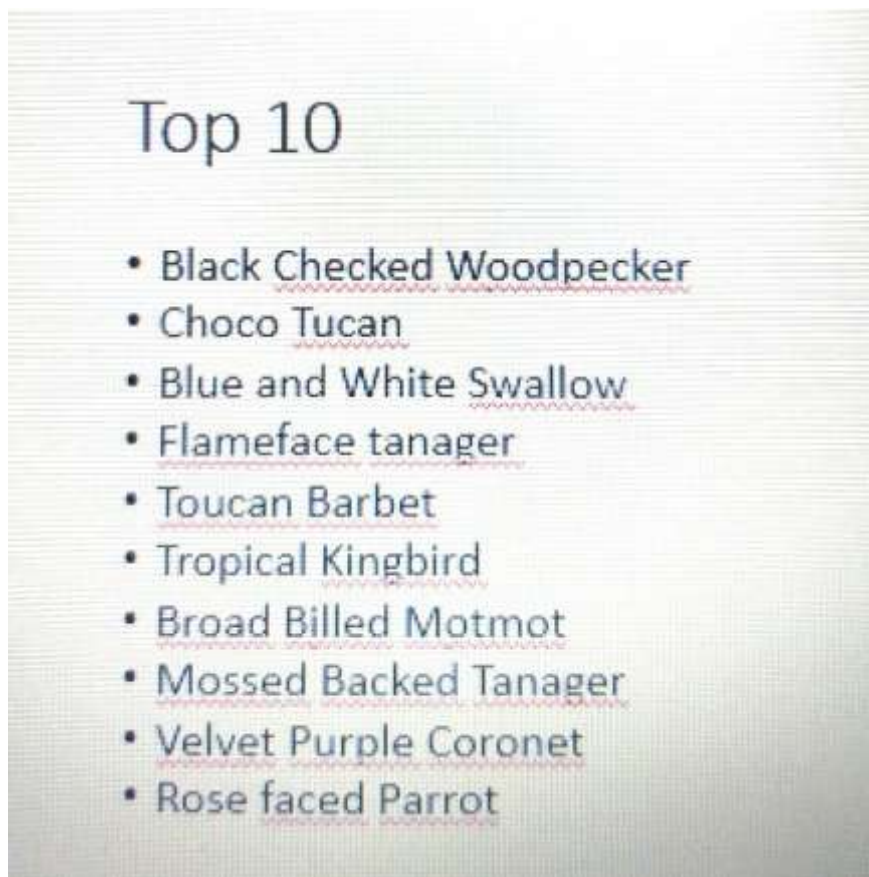 Top 10
• Black Checked Woodpecker
• Choco Tucan
• Blue and White Swallow
• Flameface tanager
• Toucan Barbet
• Tropical Kingbird
• Broad Billed Motmot
• Mossed Backed Tanager
• Velvet Purple Coronet
• Rose faced Parrot